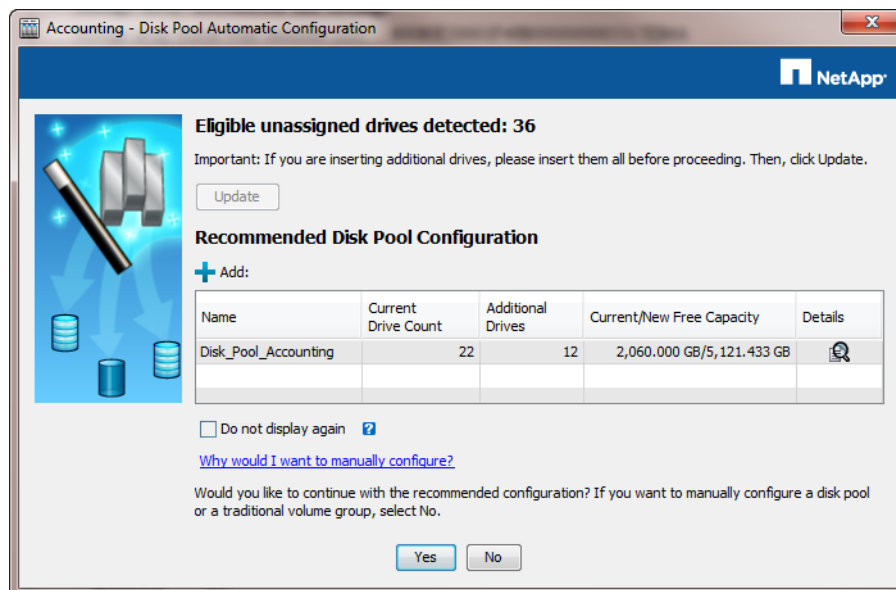 Accounting - Disk Pool Automatic Configuration
NetApp
Eligible unassigned drives detected: 36
Important: If you are inserting additional drives, please insert them all before proceeding. Then, click Update.
Update
Recommended Disk Pool Configuration
Add:
Name Current Drive Count Additional Drives Current/New Free Capacity Details
Disk_Pool_Accounting 22 12 2,060.000 GB/5,121.433 GB
Do not display again ?
Why would I want to manually configure?
Would you like to continue with the recommended configuration? If you want to manually configure a disk pool
or a traditional volume group, select No.
Yes No